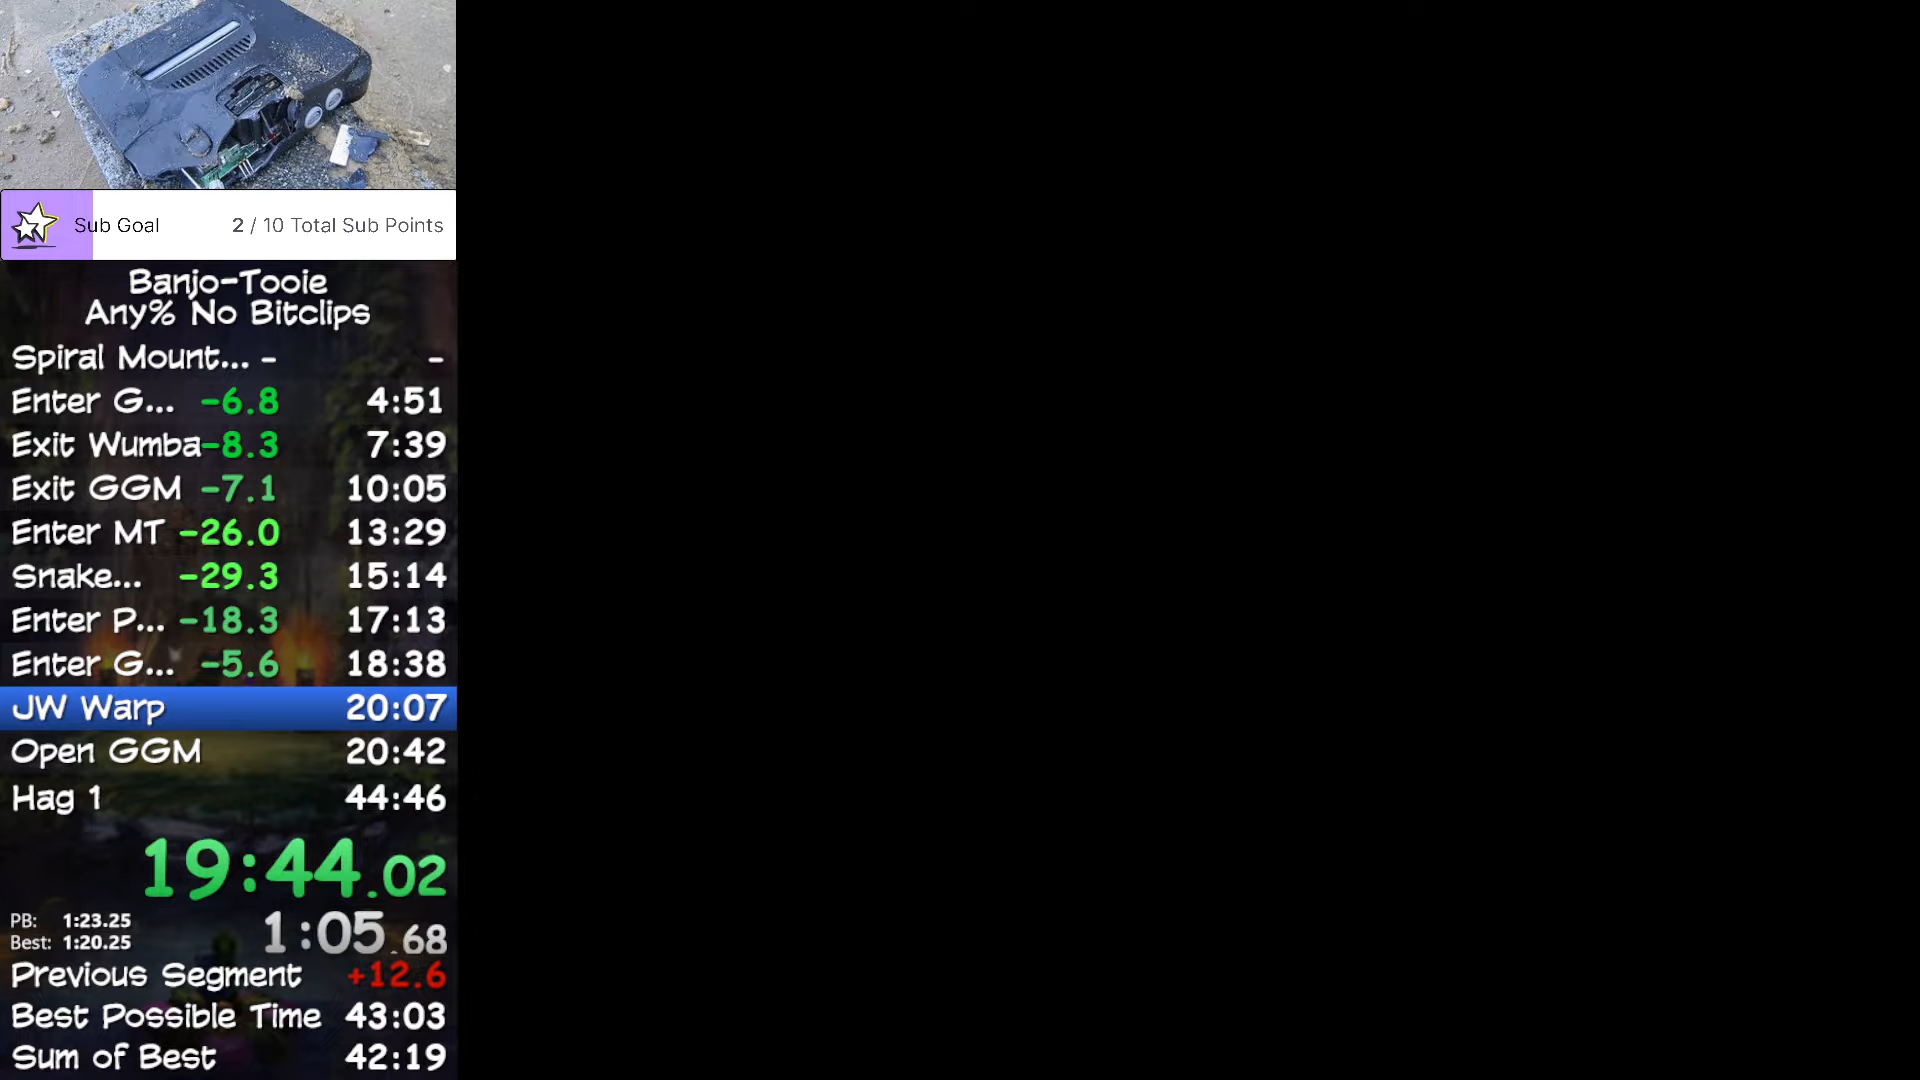 Sub Goal 2 / 10 Total Sub Points
Banjo-Tooie
Any% No Bitclips
Spiral Mount... - -
Enter G... -6.8 4:51
Exit Wumba -8.3 7:39
Exit GGM -7.1 10:05
Enter MT -26.0 13:29
Snake... -29.3 15:14
Enter P... -18.3 17:13
Enter G... -5.6 18:38
JW Warp 20:07
Open GGM 20:42
Hag 1 44:46
19:44.02
PB: 1:23.25
Best: 1:20.25
1:05.68
Previous Segment +12.6
Best Possible Time 43:03
Sum of Best 42:19